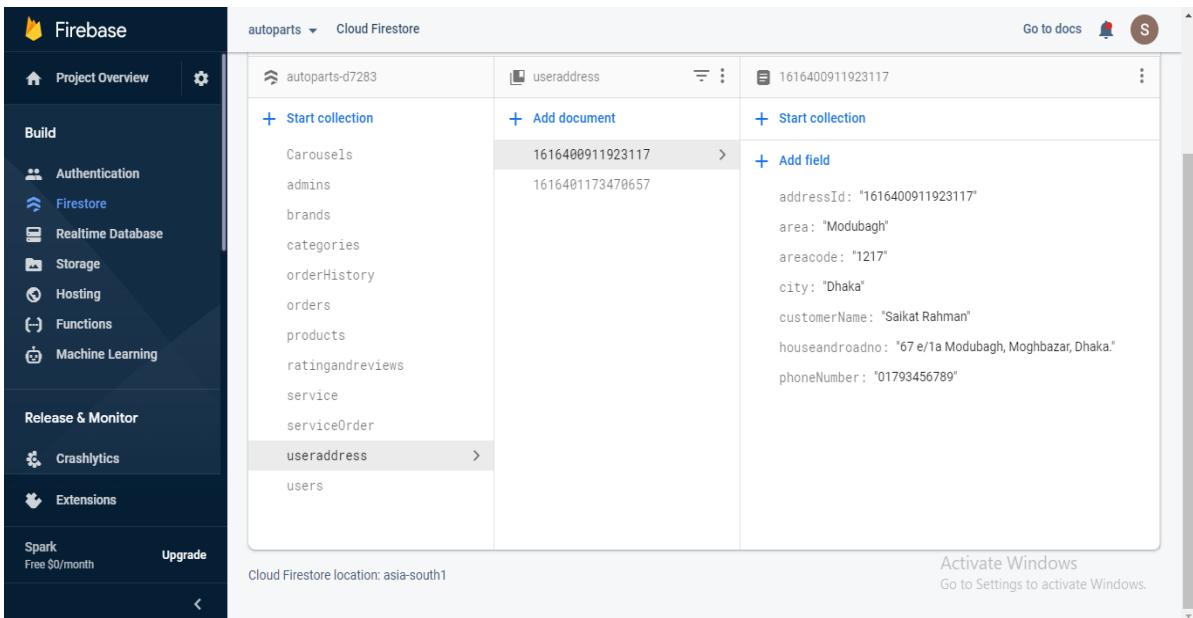 Firebase
Project Overview
Build
Authentication
Firestore
Realtime Database
Storage
Hosting
Functions
Machine Learning
Release & Monitor
Crashlytics
Extensions
Spark
Free $0/month
Upgrade
autoparts
Cloud Firestore
Go to docs
S
autoparts-d7283
Start collection
Carousels
admins
brands
categories
orderHistory
orders
products
ratingandreviews
service
serviceOrder
useraddress
users
useraddress
Add document
1616400911923117
1616401173470657
1616400911923117
Start collection
Add field
addressId: "1616400911923117"
area: "Modubagh"
areacode: "1217"
city: "Dhaka"
customerName: "Saikat Rahman"
houseandroadno: "67 e/1a Modubagh, Moghbazar, Dhaka."
phoneNumber: "01793456789"
Cloud Firestore location: asia-south1
Activate Windows
Go to Settings to activate Windows.